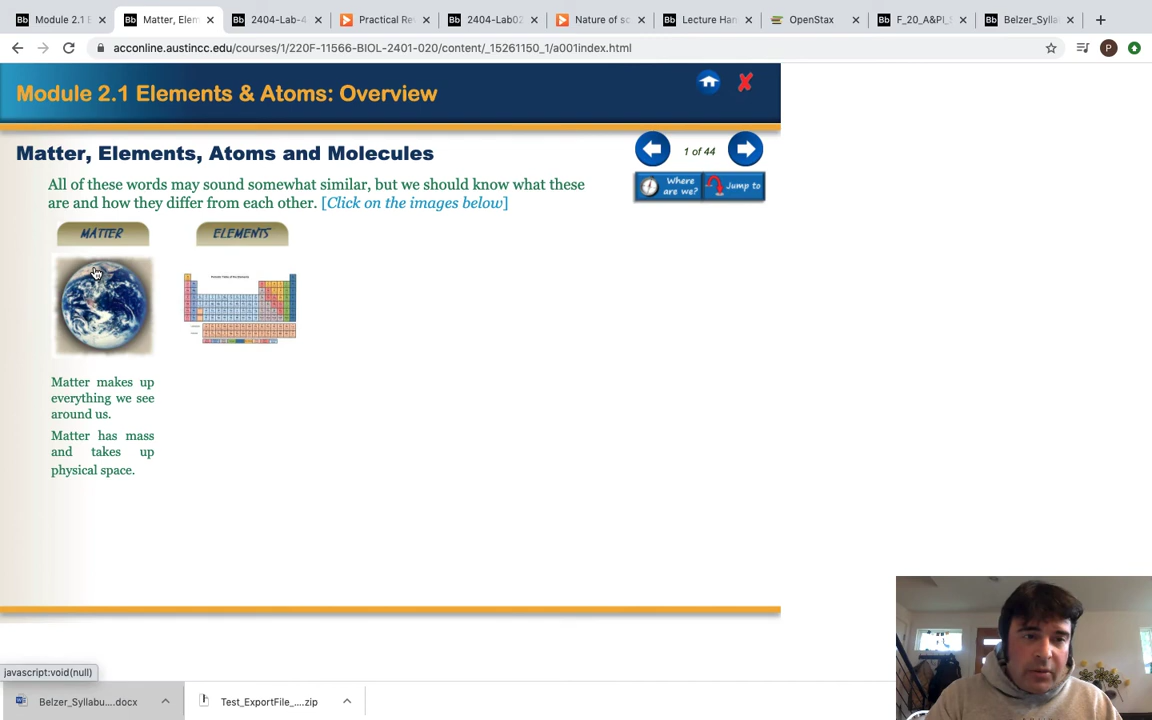 Module 2.1 E
Matter, Elem
2404-Lab-4
Practical Re
2404-Lab02
Nature of sc
Lecture Han
OpenStax
F_20_A&PI_
Belzer_Sylla
acconline.austincc.edu/courses/1/220F-11566-BIOL-2401-020/content/_15261150_1/a001index.html
Module 2.1 Elements & Atoms: Overview
Matter, Elements, Atoms and Molecules
1 of 44
Where are we?
Jump to
All of these words may sound somewhat similar, but we should know what these
are and how they differ from each other. [Click on the images below]
MATTER
ELEMENTS
Matter makes up
everything we see
around us.
Matter has mass
and takes up
physical space.
javascript:void(null)
Belzer_Syllabu....docx
Test_ExportFile_....zip